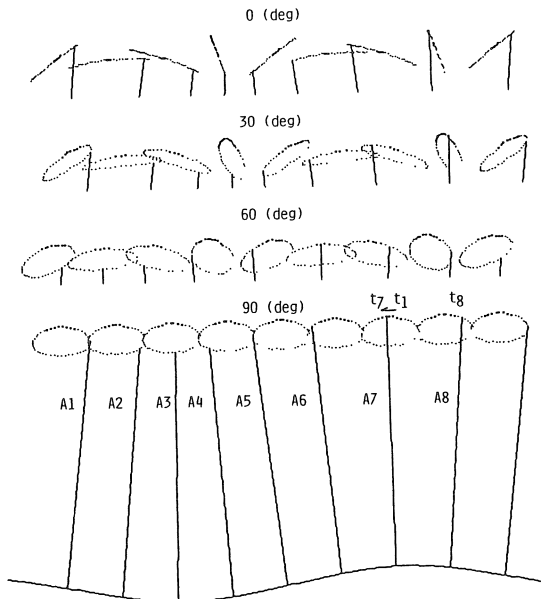 0 (deg)
30 (deg)
60 (deg)
90 (deg) t7 t1 t8
A1 A2 A3 A4 A5 A6 A7 A8